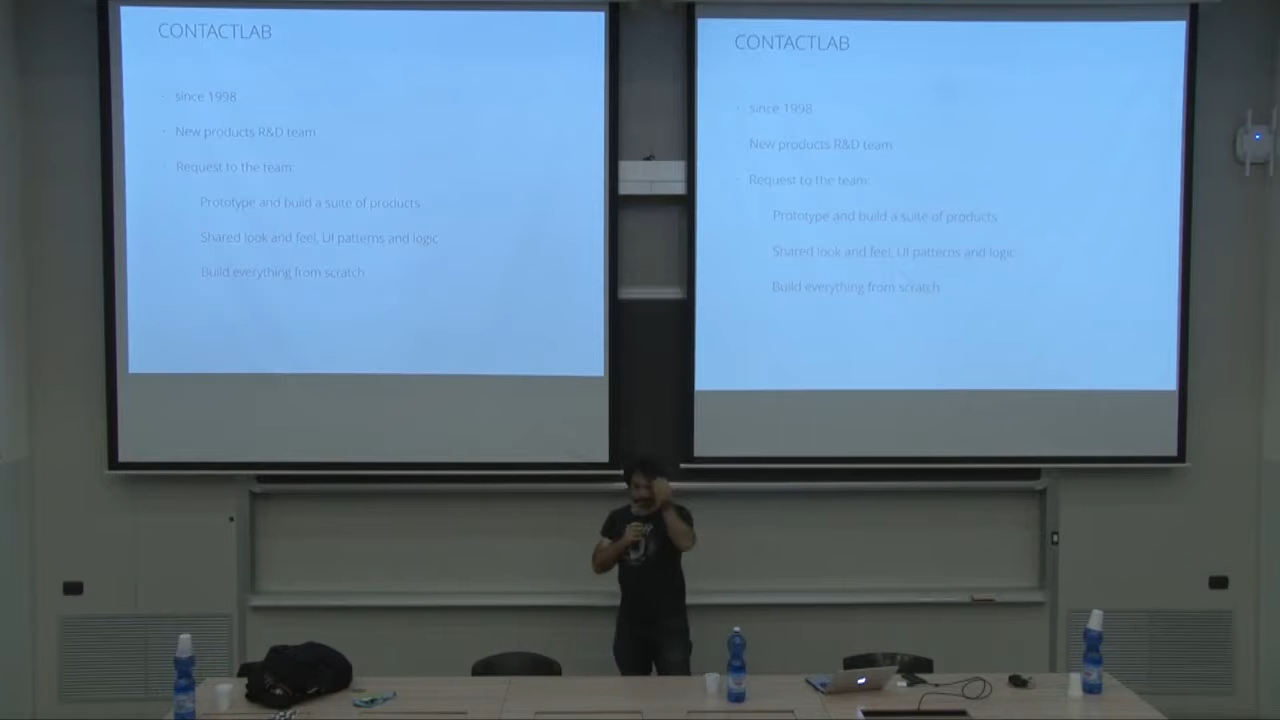 CONTACTLAB
since 1998
New products R&D team
Request to the team:
Prototype and build a suite of products
Shared look and feel, UI patterns and logic
Build everything from scratch
CONTACTLAB
since 1998
New products R&D team
Request to the team:
Prototype and build a suite of products
Shared look and feel, UI patterns and logic
Build everything from scratch